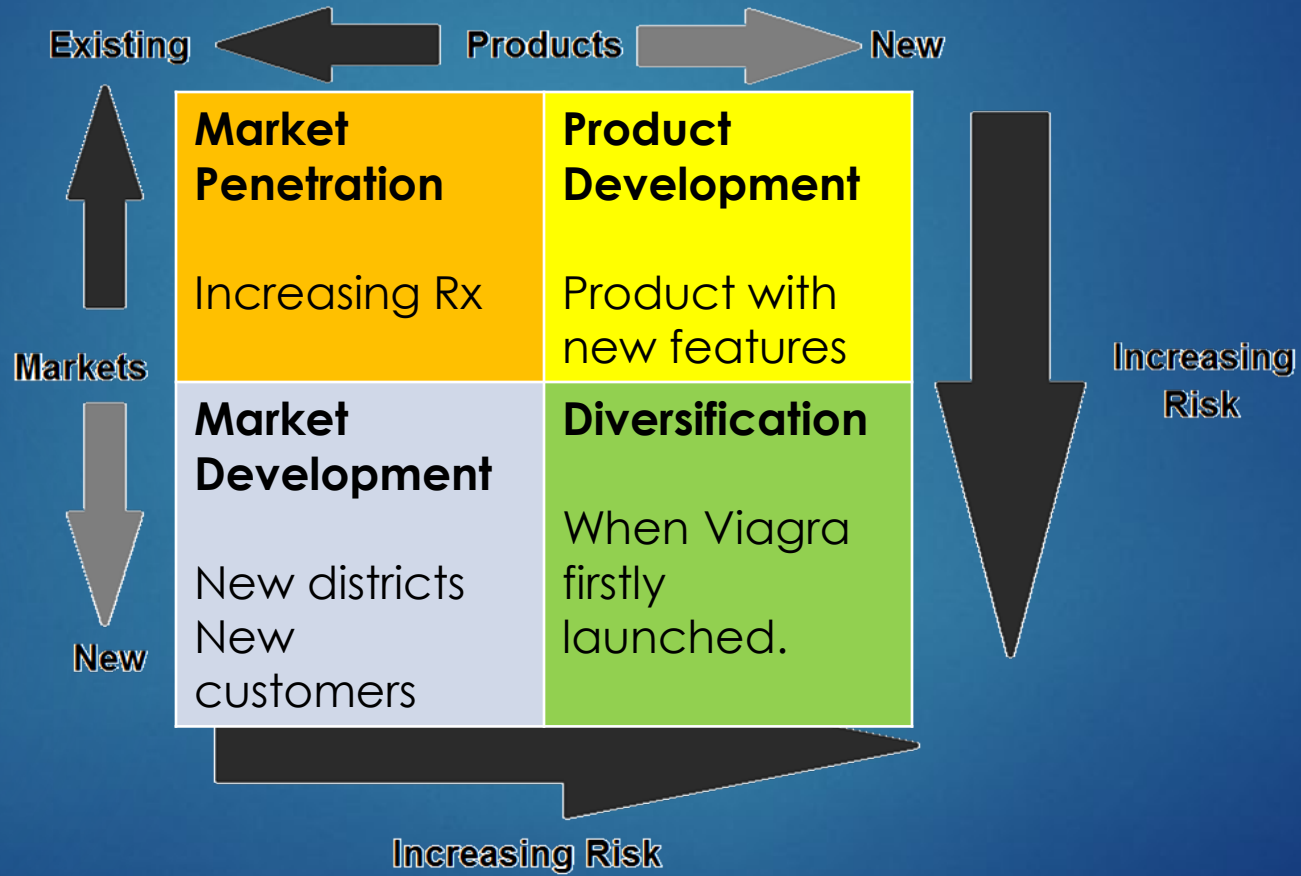 Existing
Products
New
Market
Penetration
Increasing Rx
Product
Development
Product with
new features
Markets
Increasing
Risk
Market
Development
New districts
New
customers
Diversification
When Viagra
firstly
launched.
New
Increasing Risk